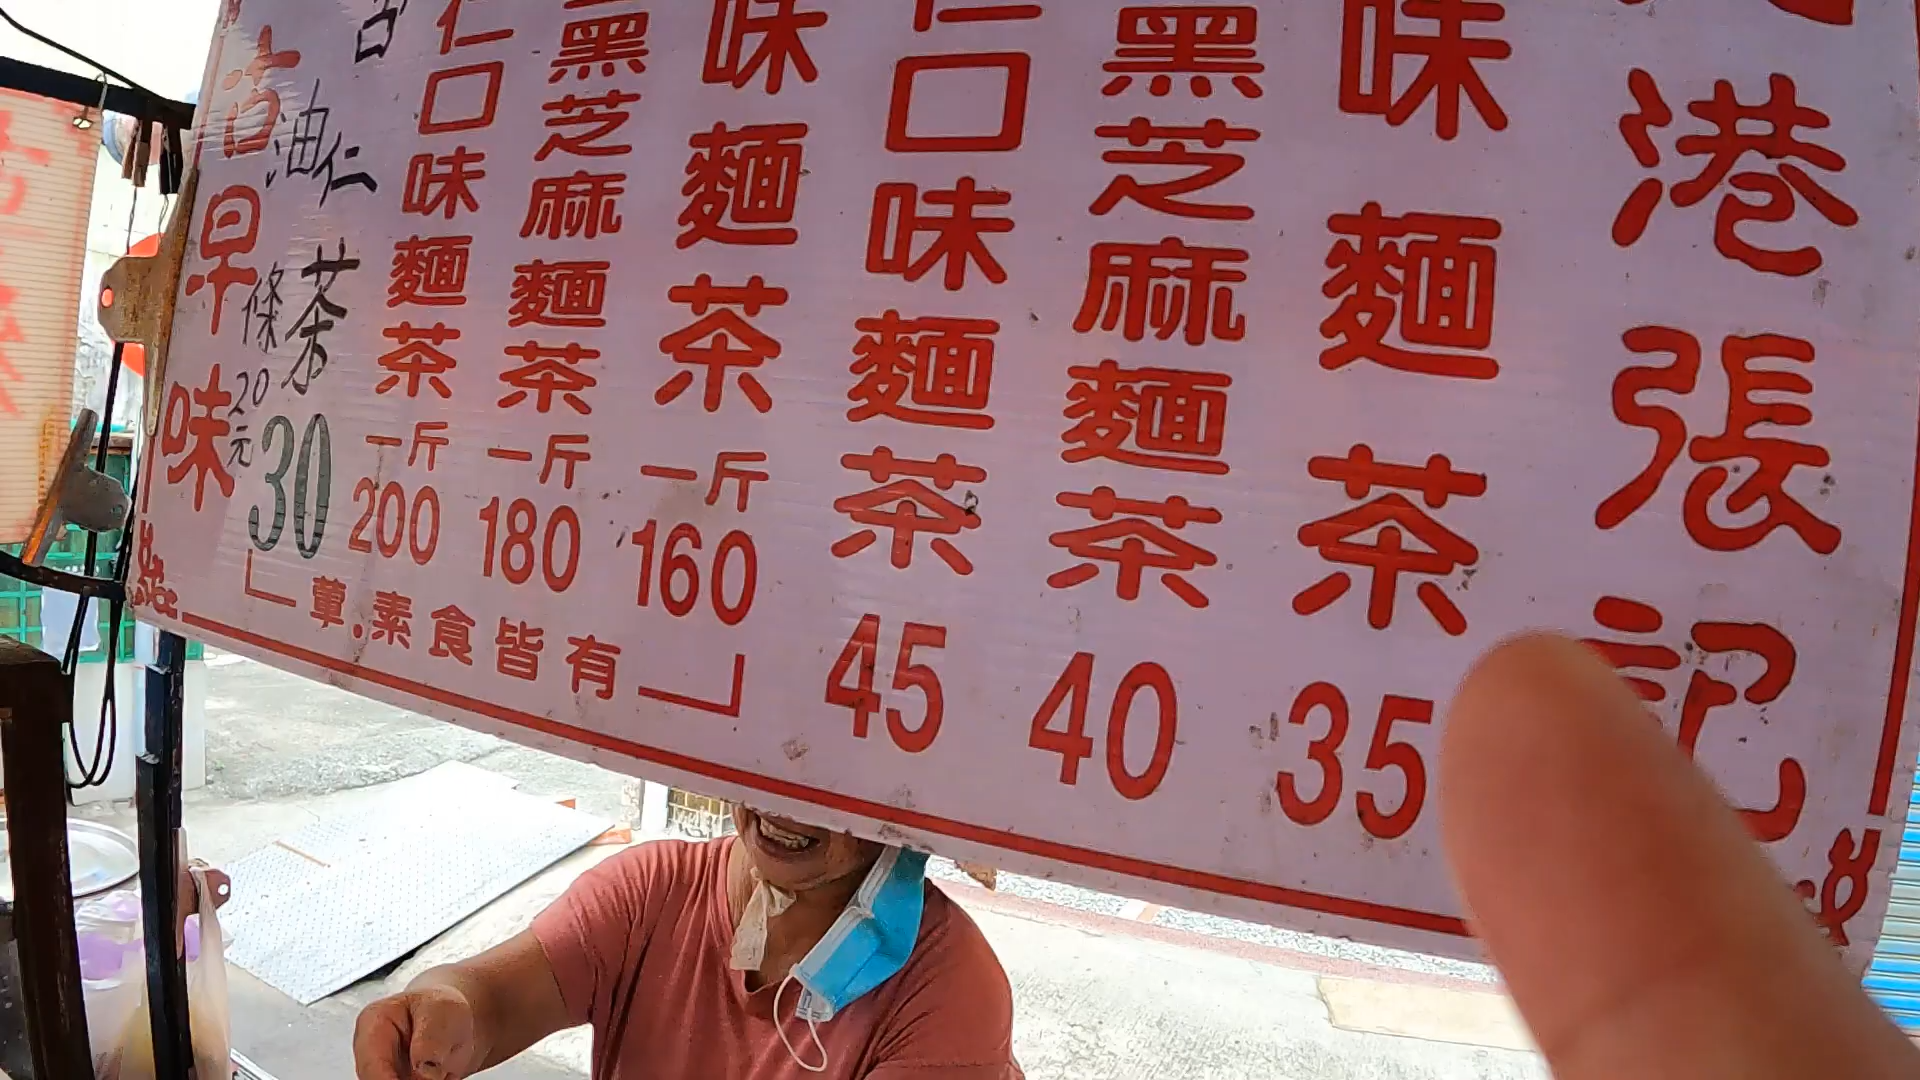 港張記
味麵茶
35
黑芝麻麵茶
40
仁口味麵茶
45
味麵茶
一斤
160
黑芝麻麵茶
一斤
180
仁口味麵茶
一斤
200
茶
30
油條
20元
古早味
葷.素食皆有